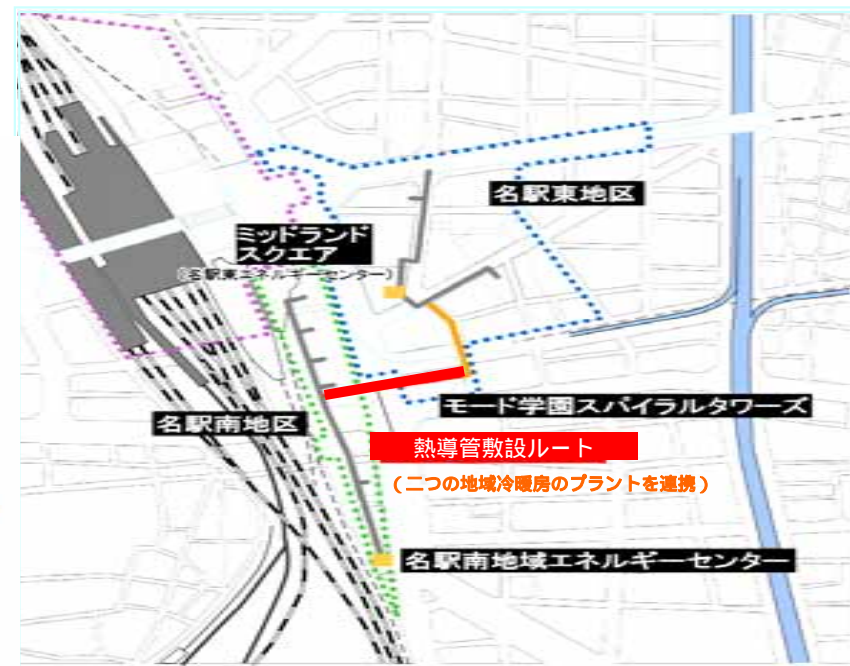 名駅東地区
ミッドランド
スクエア
(名駅東エネルギーセンター)
モード学園スパイラルタワーズ
名駅南地区
熱導管敷設ルート
(二つの地域冷暖房のプラントを連携)
名駅南地域エネルギーセンター